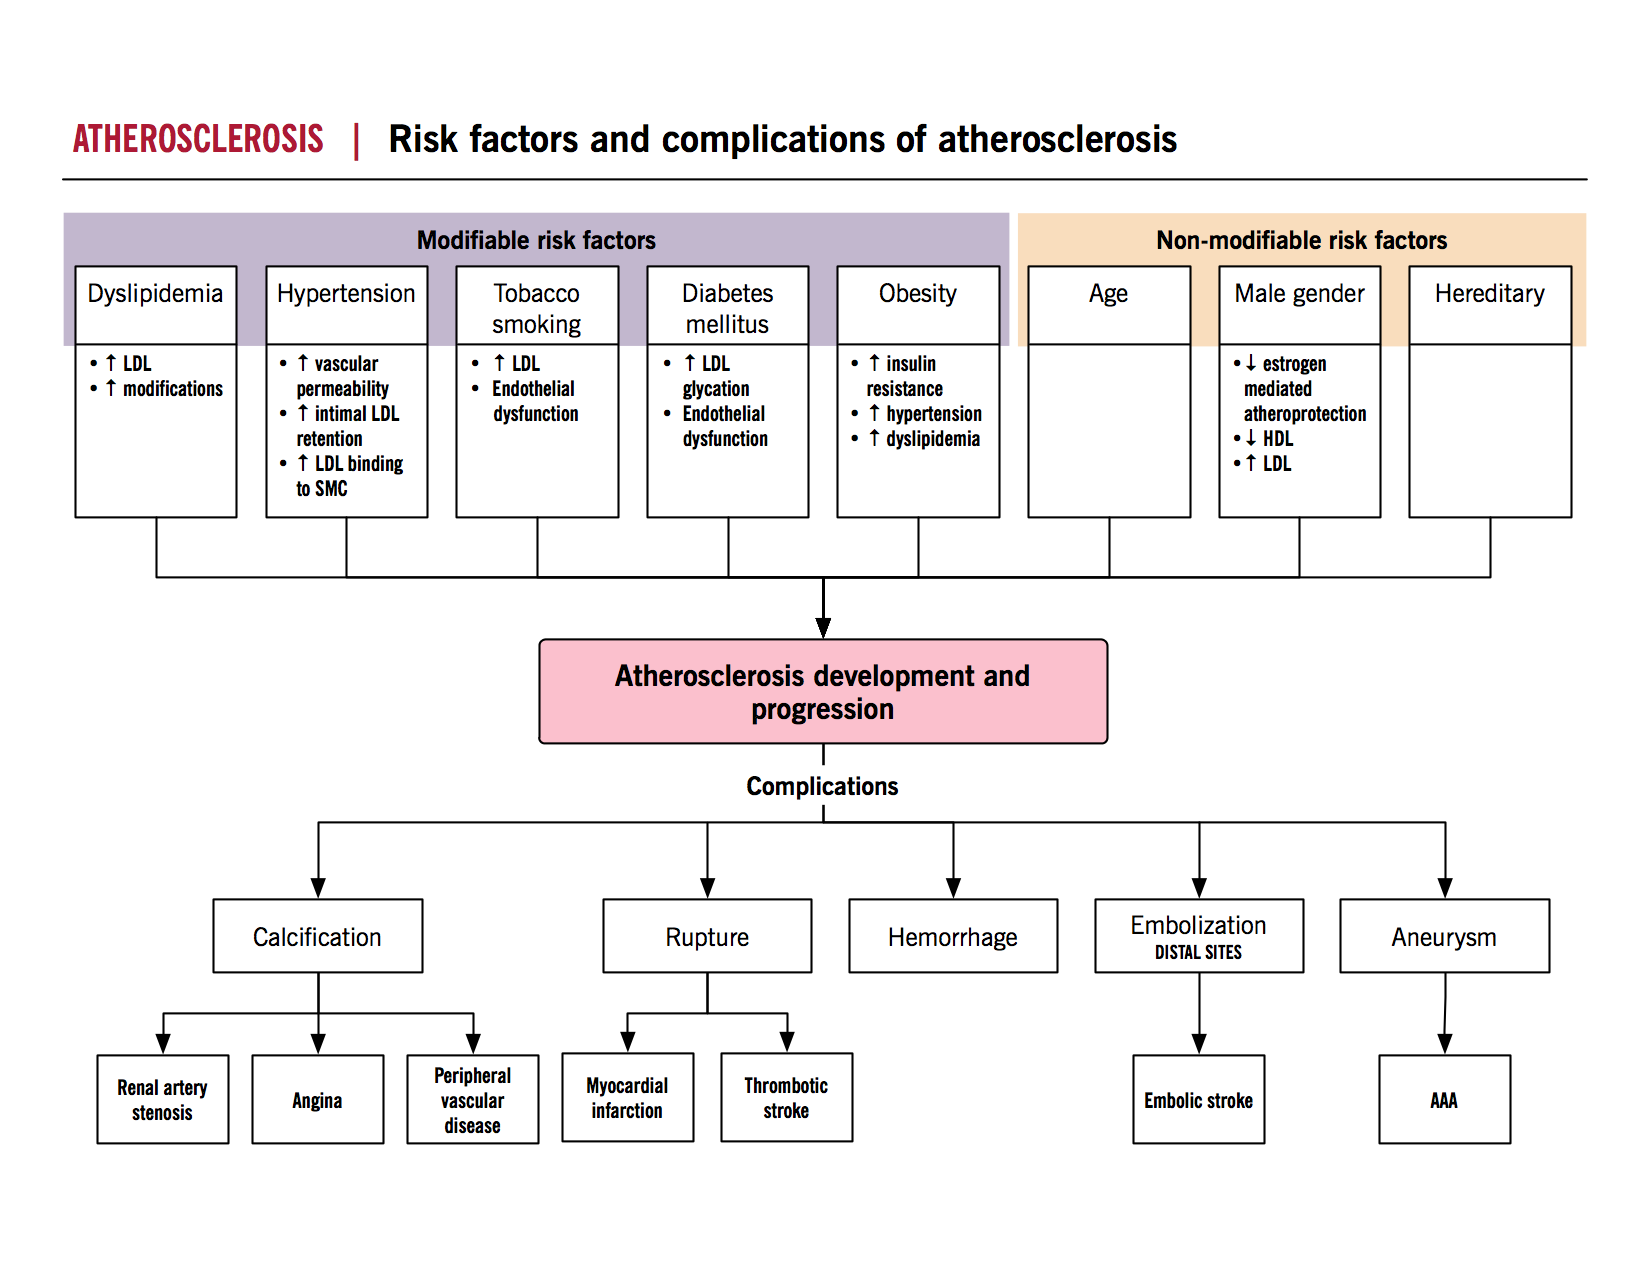 ATHEROSCLEROSIS | Risk factors and complications of atherosclerosis
Modifiable risk factors
Non-modifiable risk factors
Dyslipidemia
• ↑ LDL
• ↑ modifications
Hypertension
• ↑ vascular
permeability
• ↑ intimal LDL
retention
• ↑ LDL binding
to SMC
Tobacco
smoking
• ↑ LDL
• Endothelial
dysfunction
Diabetes
mellitus
• ↑ LDL
glycation
• Endothelial
dysfunction
Obesity
• ↑ insulin
resistance
• ↑ hypertension
• ↑ dyslipidemia
Age
Male gender
• ↓ estrogen
mediated
atheroprotection
• ↓ HDL
• ↑ LDL
Hereditary
Atherosclerosis development and
progression
Complications
Calcification
Rupture
Hemorrhage
Embolization
DISTAL SITES
Aneurysm
Renal artery
stenosis
Angina
Peripheral
vascular
disease
Myocardial
infarction
Thrombotic
stroke
Embolic stroke
AAA